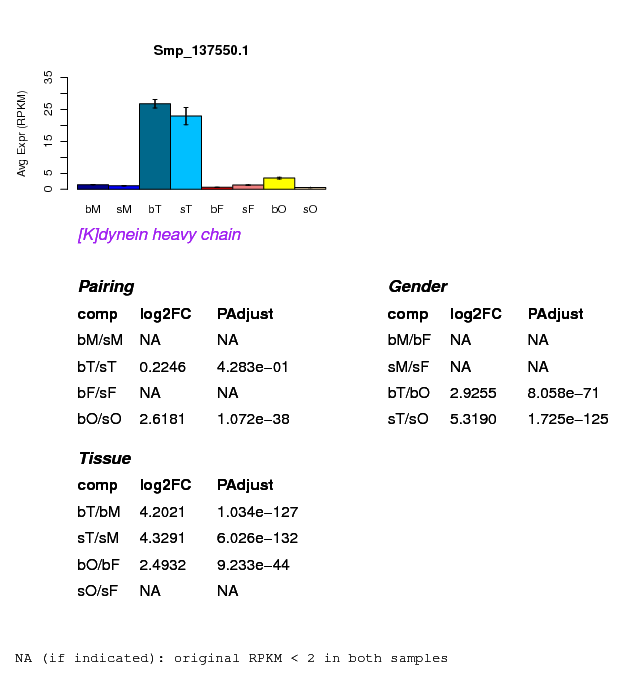 Smp_137550.1
Avg Expr (RPKM)
35
25
15
5
0
bM sM bT sT bF sF bO sO
[K]dynein heavy chain
Pairing
comp log2FC PAdjust
bM/sM NA NA
bT/sT 0.2246 4.283e−01
bF/sF NA NA
bO/sO 2.6181 1.072e−38
Gender
comp log2FC PAdjust
bM/bF NA NA
sM/sF NA NA
bT/bO 2.9255 8.058e−71
sT/sO 5.3190 1.725e−125
Tissue
comp log2FC PAdjust
bT/bM 4.2021 1.034e−127
sT/sM 4.3291 6.026e−132
bO/bF 2.4932 9.233e−44
sO/sF NA NA
NA (if indicated): original RPKM < 2 in both samples